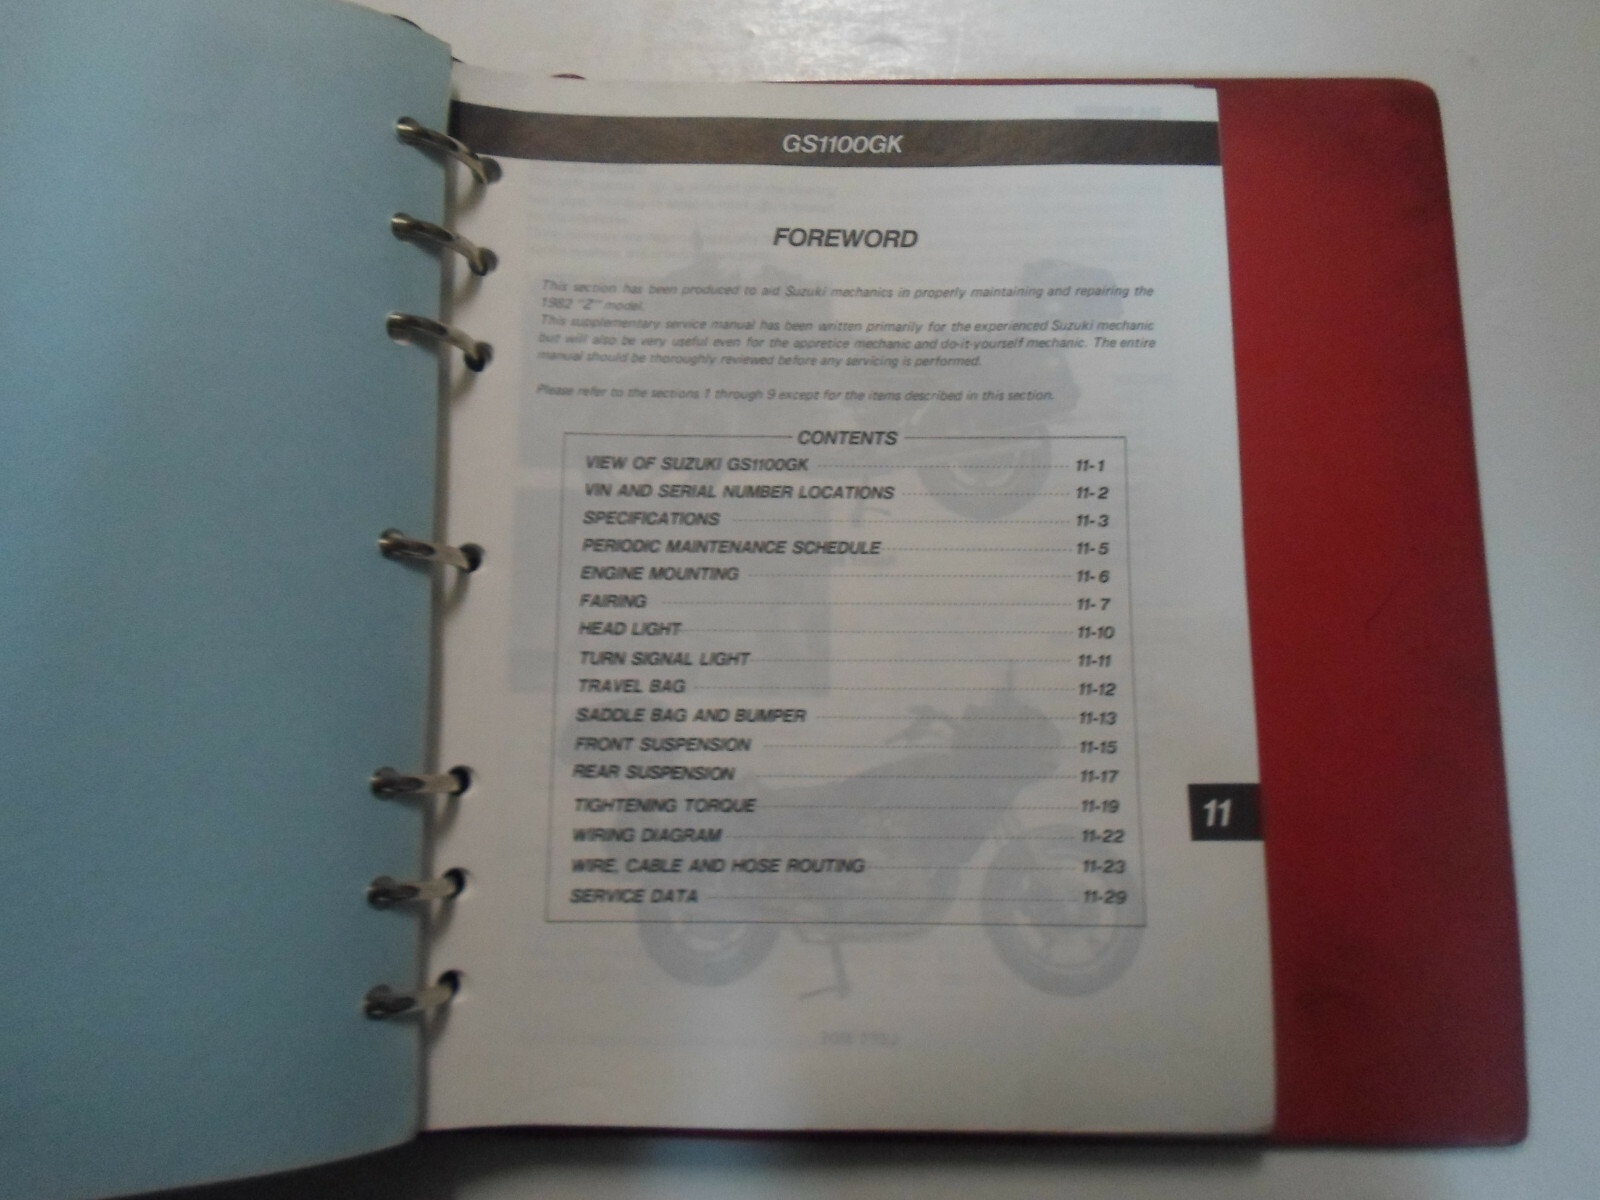 GS1100GK
FOREWORD
This section has been produced to aid Suzuki mechanics in properly maintaining and repairing the
1982 "Z" model.
This supplementary service manual has been written primarily for the experienced Suzuki mechanic
but will also be very useful even for the appretice mechanic and do-it-yourself mechanic. The entire
manual should be thoroughly reviewed before any servicing is performed.
Please refer to the sections 1 through 9 except for the items described in this section.
CONTENTS
VIEW OF SUZUKI GS1100GK 11-1
VIN AND SERIAL NUMBER LOCATIONS 11-2
SPECIFICATIONS 11-3
PERIODIC MAINTENANCE SCHEDULE 11-5
ENGINE MOUNTING 11-6
FAIRING 11-7
HEAD LIGHT 11-10
TURN SIGNAL LIGHT 11-11
TRAVEL BAG 11-12
SADDLE BAG AND BUMPER 11-13
FRONT SUSPENSION 11-15
REAR SUSPENSION 11-17
TIGHTENING TORQUE 11-19
WIRING DIAGRAM 11-22
WIRE, CABLE AND HOSE ROUTING 11-23
SERVICE DATA 11-29
11